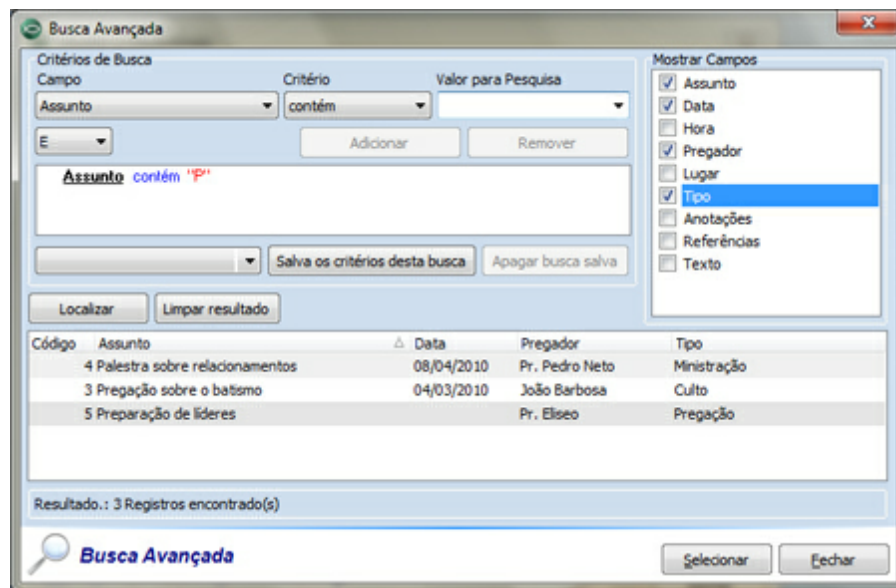 Busca Avançada
Critérios de Busca
Campo Critério Valor para Pesquisa
Assunto contém
E Adicionar Remover
Assunto contém "P"
Salva os critérios desta busca Apagar busca salva
Mostrar Campos
Assunto
Data
Hora
Pregador
Lugar
Tipo
Anotações
Referências
Texto
Localizar Limpar resultado
Código Assunto Data Pregador Tipo
4 Palestra sobre relacionamentos 08/04/2010 Pr. Pedro Neto Ministração
3 Pregação sobre o batismo 04/03/2010 João Barbosa Culto
5 Preparação de líderes Pr. Eliseo Pregação
Resultado.: 3 Registros encontrado(s)
Busca Avançada Selecionar Fechar